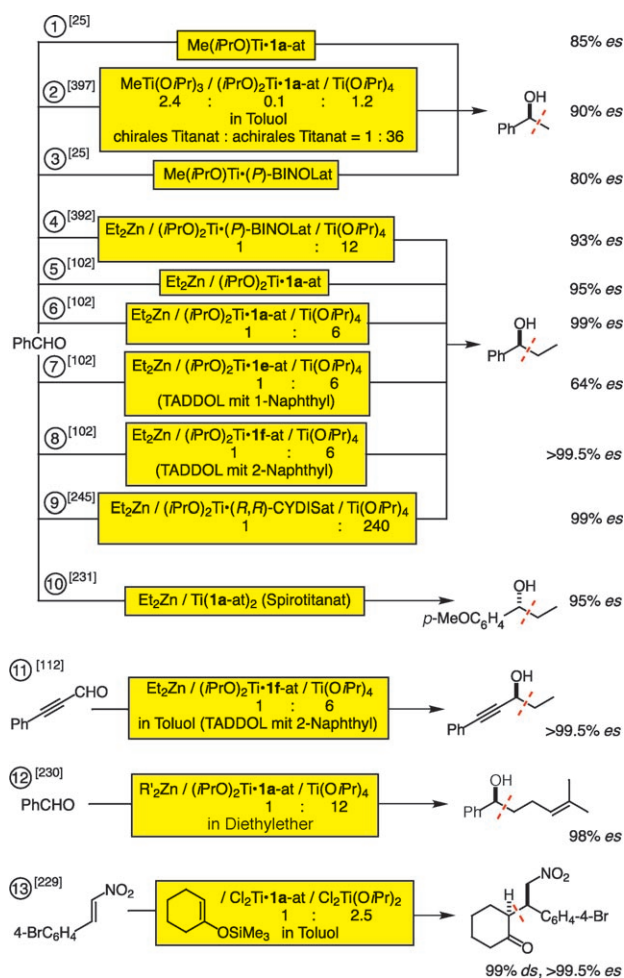 ① [25]
Me(iPrO)Ti•1a-at
85% es
② [397]
MeTi(OiPr)3 / (iPrO)2Ti•1a-at / Ti(OiPr)4
2.4 : 0.1 : 1.2
in Toluol
chirales Titanat : achirales Titanat = 1 : 36
OH
Ph
90% es
③ [25]
Me(iPrO)Ti•(P)-BINOLat
80% es
④ [392]
Et2Zn / (iPrO)2Ti•(P)-BINOLat / Ti(OiPr)4
1 : 12
93% es
⑤ [102]
Et2Zn / (iPrO)2Ti•1a-at
95% es
⑥ [102]
Et2Zn / (iPrO)2Ti•1a-at / Ti(OiPr)4
1 : 6
99% es
PhCHO
OH
Ph
⑦ [102]
Et2Zn / (iPrO)2Ti•1e-at / Ti(OiPr)4
1 : 6
(TADDOL mit 1-Naphthyl)
64% es
⑧ [102]
Et2Zn / (iPrO)2Ti•1f-at / Ti(OiPr)4
1 : 6
(TADDOL mit 2-Naphthyl)
>99.5% es
⑨ [245]
Et2Zn / (iPrO)2Ti•(R,R)-CYDISat / Ti(OiPr)4
1 : 240
99% es
⑩ [231]
Et2Zn / Ti(1a-at)2 (Spirotitanat)
OH
p-MeOC6H4
95% es
⑪ [112]
CHO
Ph
Et2Zn / (iPrO)2Ti•1f-at / Ti(OiPr)4
1 : 6
in Toluol (TADDOL mit 2-Naphthyl)
OH
Ph
>99.5% es
⑫ [230]
PhCHO
R'2Zn / (iPrO)2Ti•1a-at / Ti(OiPr)4
1 : 12
in Diethylether
OH
Ph
98% es
⑬ [229]
NO2
4-BrC6H4
OSiMe3
/ Cl2Ti•1a-at / Cl2Ti(OiPr)2
1 : 2.5
in Toluol
NO2
H
C6H4-4-Br
O
99% ds, >99.5% es